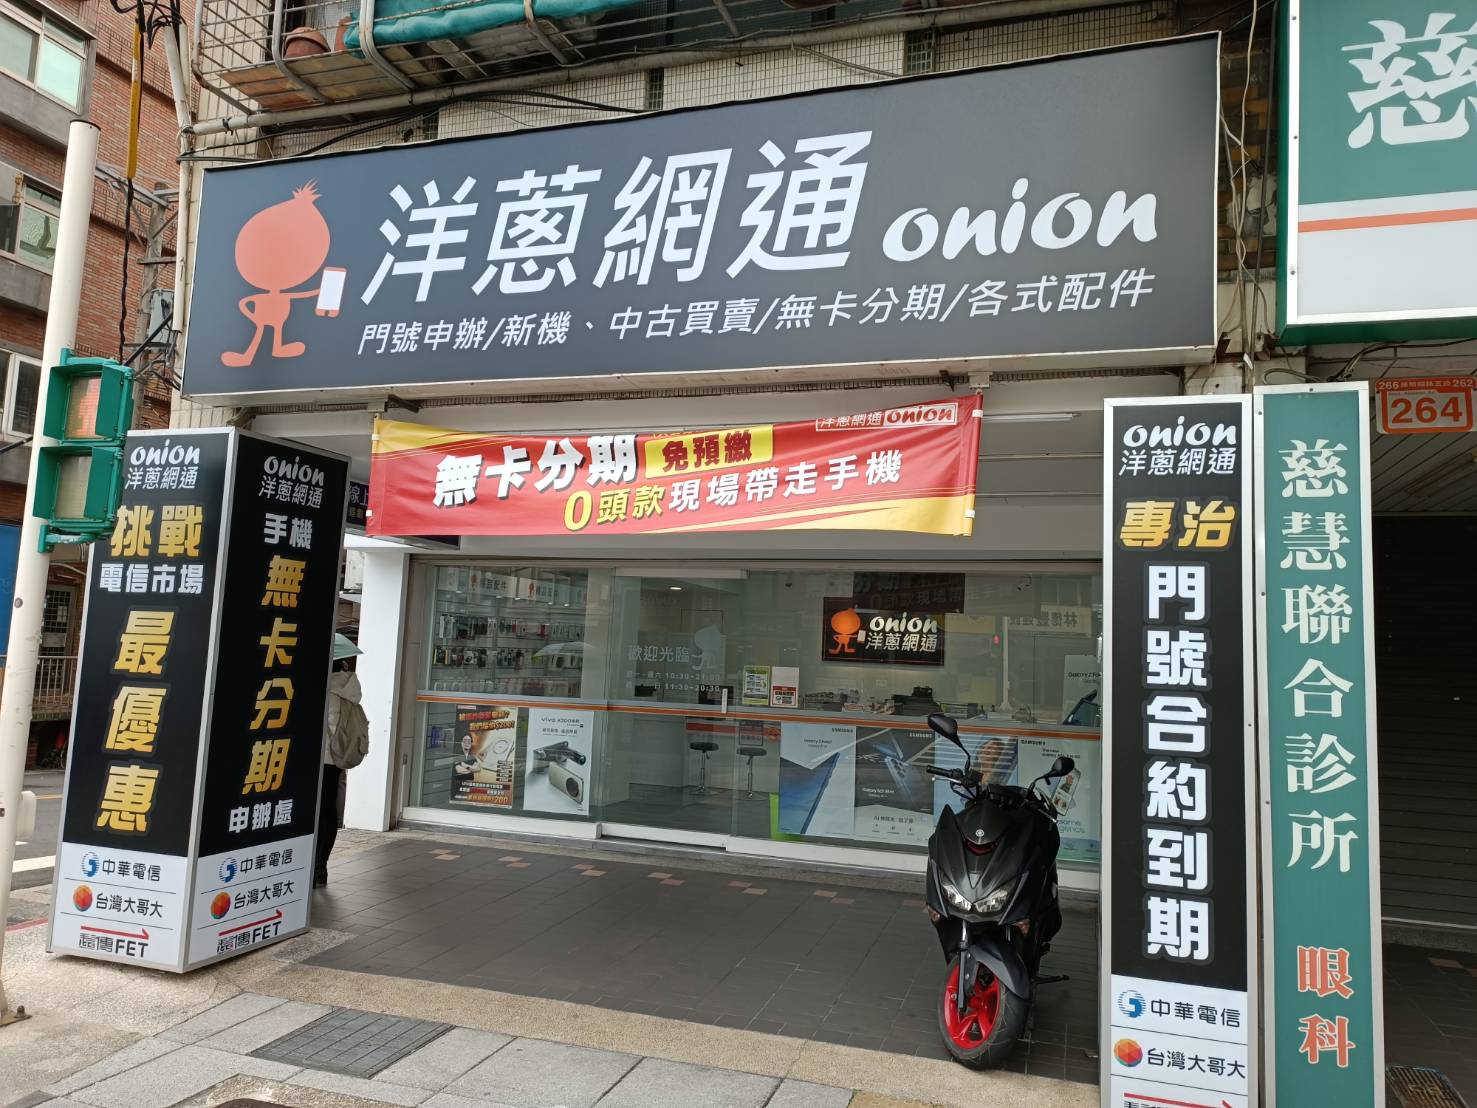 洋蔥網通 onion
門號申辦/新機、中古買賣/無卡分期/各式配件
慈
洋蔥網通 onion
無卡分期 免預繳
0頭款現場帶走手機
onion
洋蔥網通
挑戰
電信市場
最優惠
中華電信
台灣大哥大
遠傳FET
onion
洋蔥網通
手機
無卡分期
申辦處
中華電信
台灣大哥大
遠傳FET
歡迎光臨
onion
洋蔥網通
SAMSUNG
SAMSUNG
onion
洋蔥網通
專治
門號合約到期
中華電信
台灣大哥大
266
262
264
慈慧聯合診所
眼科